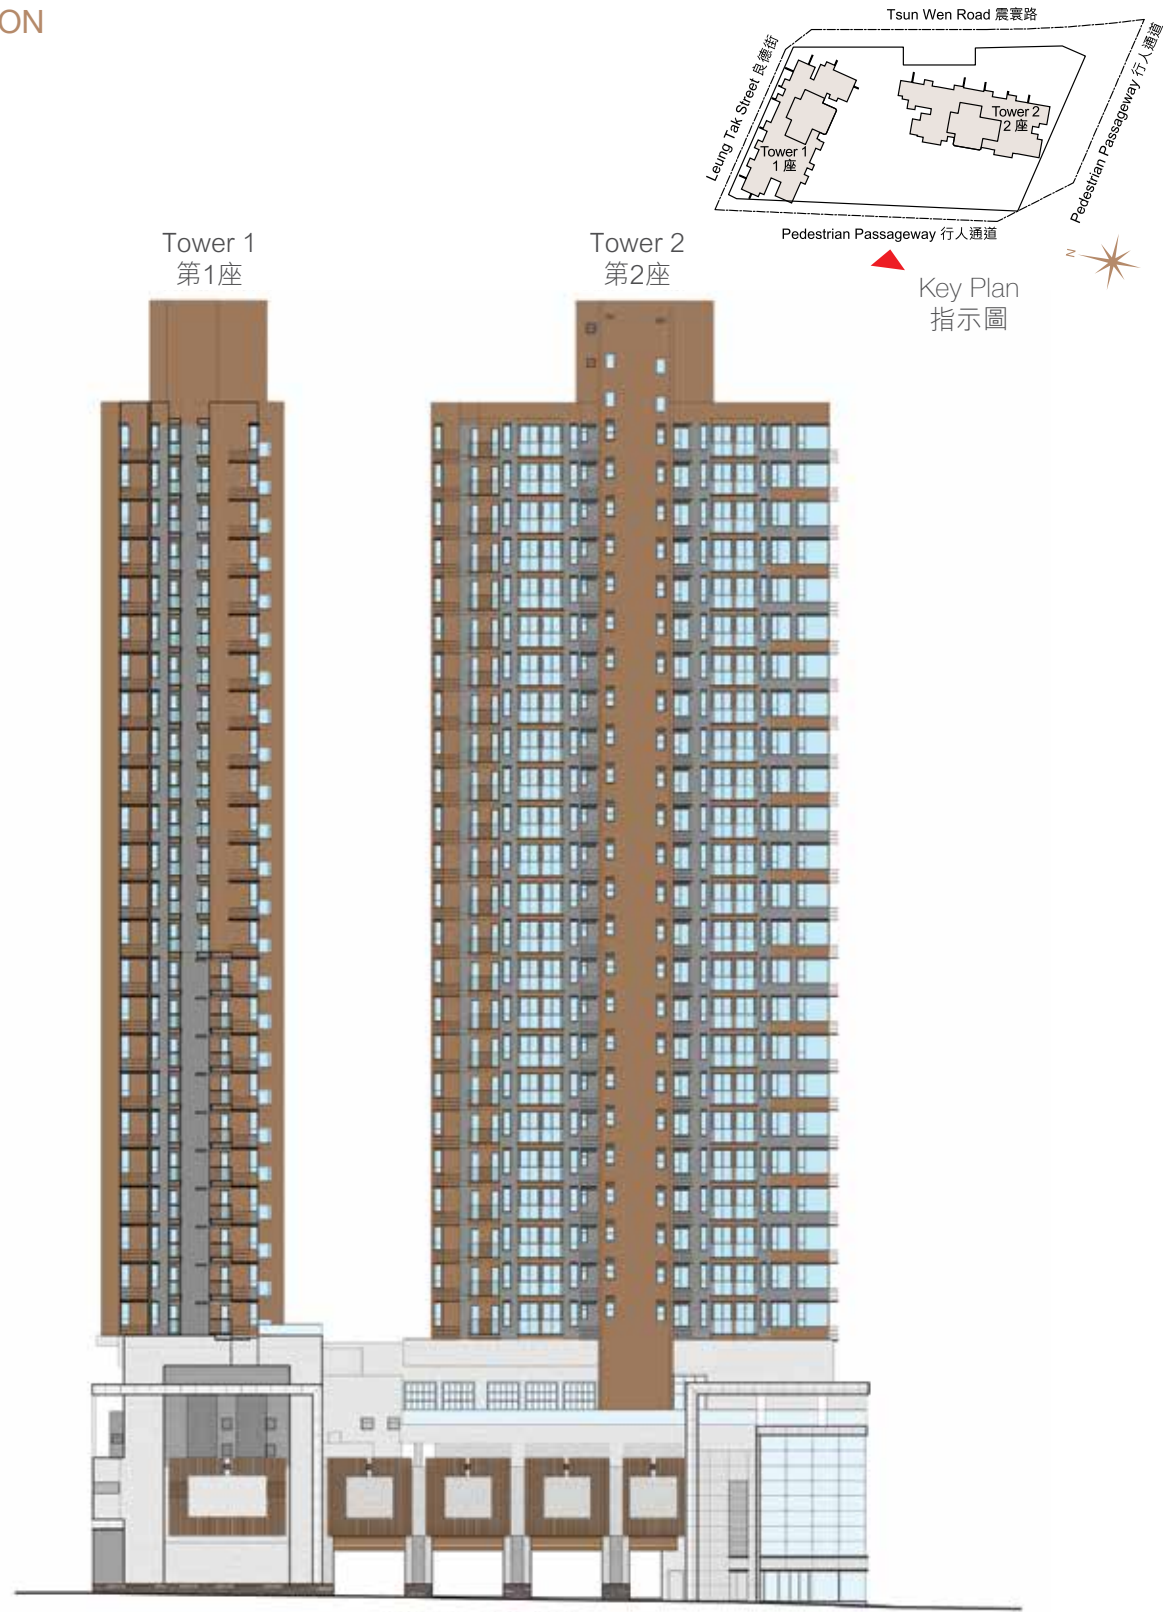 ON
Tsun Wen Road 震寰路
Leung Tak Street 良德街
Pedestrian Passageway 行人通道
Tower 2
2 座
Tower 1
1 座
Pedestrian Passageway 行人通道
N
Tower 1
第1座
Tower 2
第2座
Key Plan
指示圖